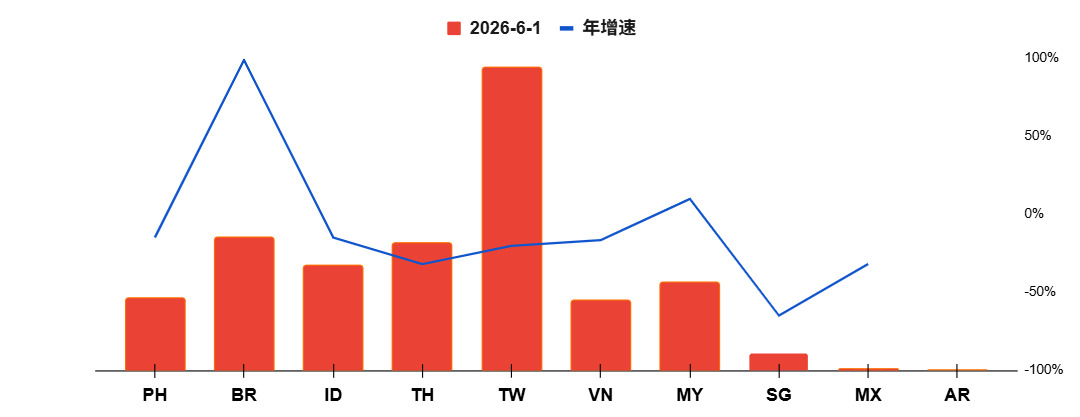 2026-6-1 年增速
100%
50%
0%
-50%
-100%
PH BR ID TH TW VN MY SG MX AR